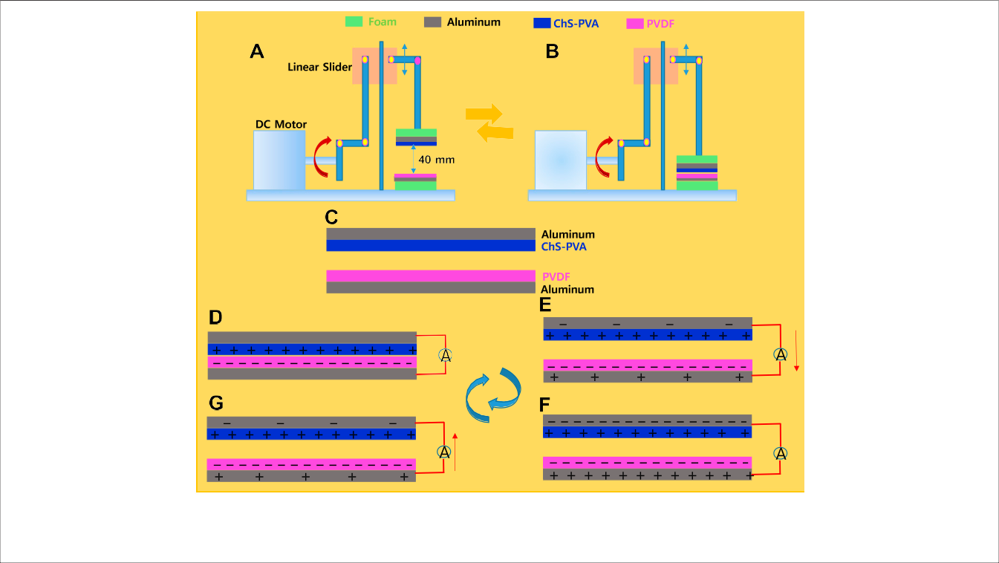 Foam Aluminum ChS-PVA PVDF
A
B
Linear Slider
DC Motor
40 mm
C
Aluminum
ChS-PVA
PVDF
Aluminum
D
E
− − − −
+ + + + + + + + + + + +
+ + + + + + + + + + + +
A
A
− − − − − − − − − − − − − − − − − −
− − − − − − − − − − − − − − − − − −
+ + + + +
G
F
− − − −
− − − − − − − − − − − − − − − − − −
+ + + + + + + + + + + +
+ + + + + + + + + + + +
A
A
− − − − − − − − − − − − − − − − − −
− − − − − − − − − − − − − − − − − −
+ + + + +
+ + + + + + + + + + + + +